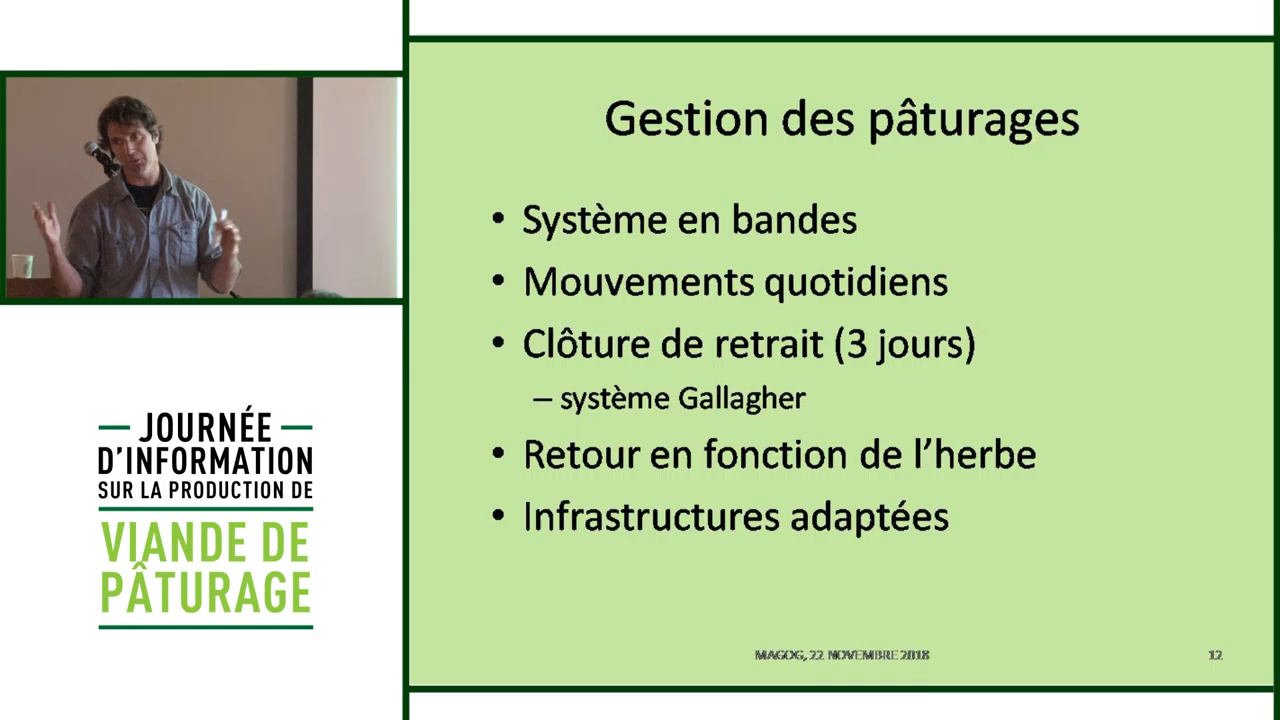 Gestion des pâturages
• Système en bandes
• Mouvements quotidiens
• Clôture de retrait (3 jours)
– système Gallagher
• Retour en fonction de l’herbe
• Infrastructures adaptées
MAGOG, 22 NOVEMBRE 2018
12
JOURNÉE
D’INFORMATION
SUR LA PRODUCTION DE
VIANDE DE
PÂTURAGE